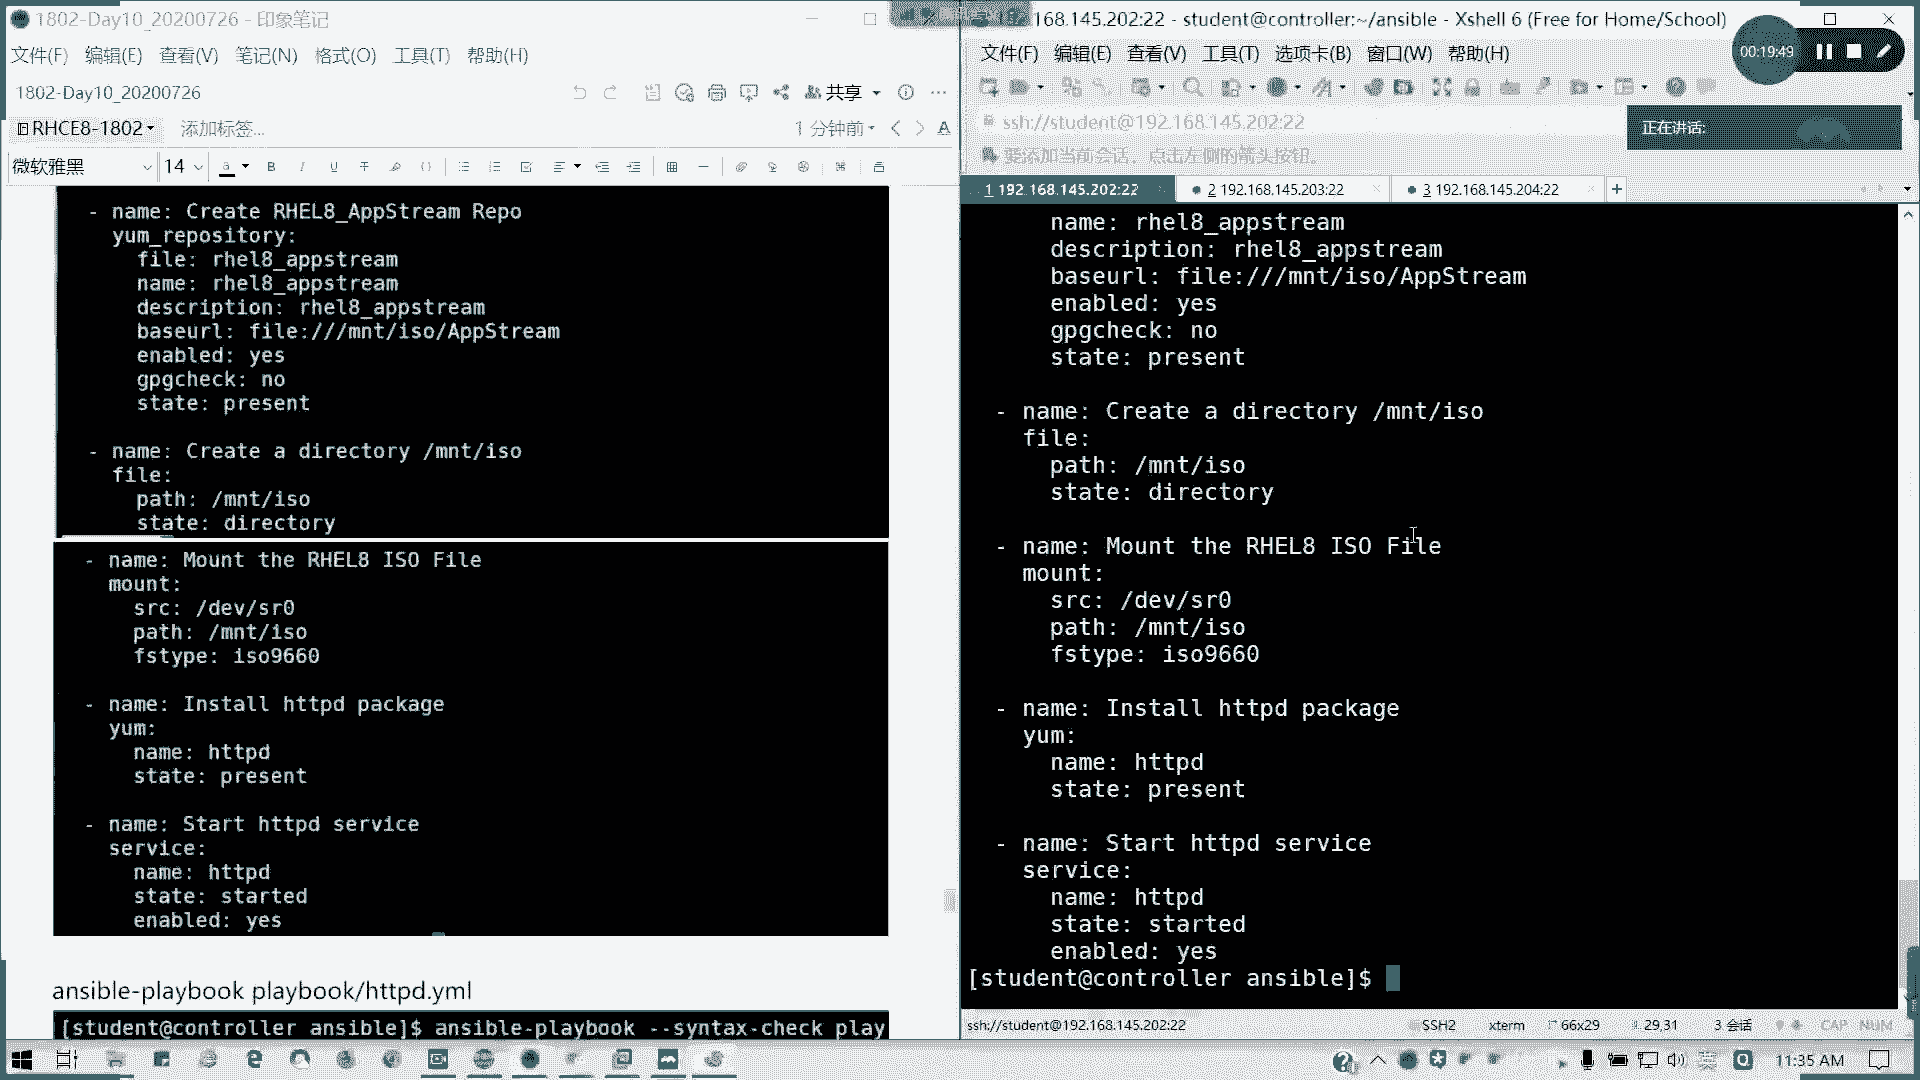 1802-Day10_20200726 - 印象笔记
文件(F) 编辑(E) 查看(V) 笔记(N) 格式(O) 工具(T) 帮助(H)
1802-Day10_20200726
共享
RHCE8-1802
添加标签...
1 分钟前
微软雅黑
14
- name: Create RHEL8_AppStream Repo
yum_repository:
file: rhel8_appstream
name: rhel8_appstream
description: rhel8_appstream
baseurl: file:///mnt/iso/AppStream
enabled: yes
gpgcheck: no
state: present
- name: Create a directory /mnt/iso
file:
path: /mnt/iso
state: directory
- name: Mount the RHEL8 ISO File
mount:
src: /dev/sr0
path: /mnt/iso
fstype: iso9660
- name: Install httpd package
yum:
name: httpd
state: present
- name: Start httpd service
service:
name: httpd
state: started
enabled: yes
ansible-playbook playbook/httpd.yml
[student@controller ansible]$ ansible-playbook --syntax-check play
168.145.202:22 - student@controller:~/ansible - Xshell 6 (Free for Home/School)
文件(F) 编辑(E) 查看(V) 工具(T) 选项卡(B) 窗口(W) 帮助(H)
00:19:49
ssh://student@192.168.145.202:22
正在讲话:
要添加当前会话，点击左侧的箭头按钮。
1 192.168.145.202:22
2 192.168.145.203:22
3 192.168.145.204:22
name: rhel8_appstream
description: rhel8_appstream
baseurl: file:///mnt/iso/AppStream
enabled: yes
gpgcheck: no
state: present
- name: Create a directory /mnt/iso
file:
path: /mnt/iso
state: directory
- name: Mount the RHEL8 ISO File
mount:
src: /dev/sr0
path: /mnt/iso
fstype: iso9660
- name: Install httpd package
yum:
name: httpd
state: present
- name: Start httpd service
service:
name: httpd
state: started
enabled: yes
[student@controller ansible]$
ssh://student@192.168.145.202:22
SSH2
xterm
66x29
29,31
3 会话
CAP NUM
11:35 AM